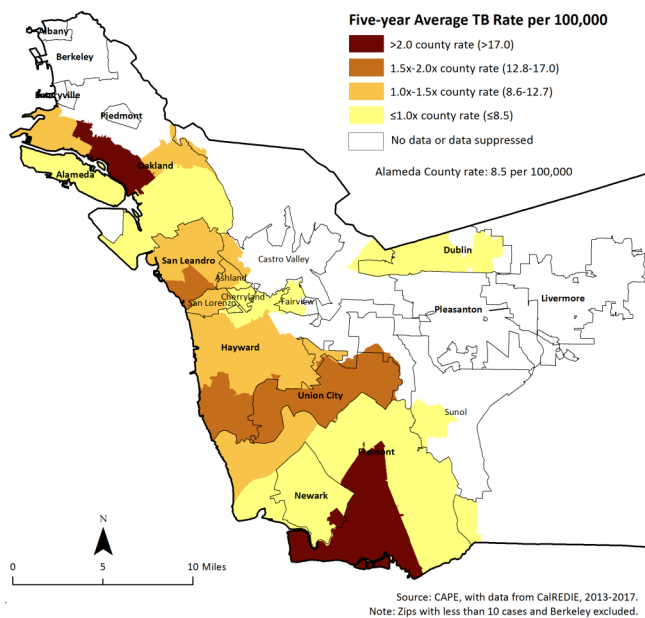 Five-year Average TB Rate per 100,000
>2.0 county rate (>17.0)
1.5x-2.0x county rate (12.8-17.0)
1.0x-1.5x county rate (8.6-12.7)
≤1.0x county rate (≤8.5)
No data or data suppressed
Alameda County rate: 8.5 per 100,000
Albany
Berkeley
Emeryville
Piedmont
Oakland
Alameda
San Leandro
Castro Valley
Ashland
Cherryland
San Lorenzo
Fairview
Dublin
Livermore
Pleasanton
Hayward
Union City
Sunol
Fremont
Newark
N
0 5 10 Miles
Source: CAPE, with data from CalREDIE, 2013-2017.
Note: Zips with less than 10 cases and Berkeley excluded.